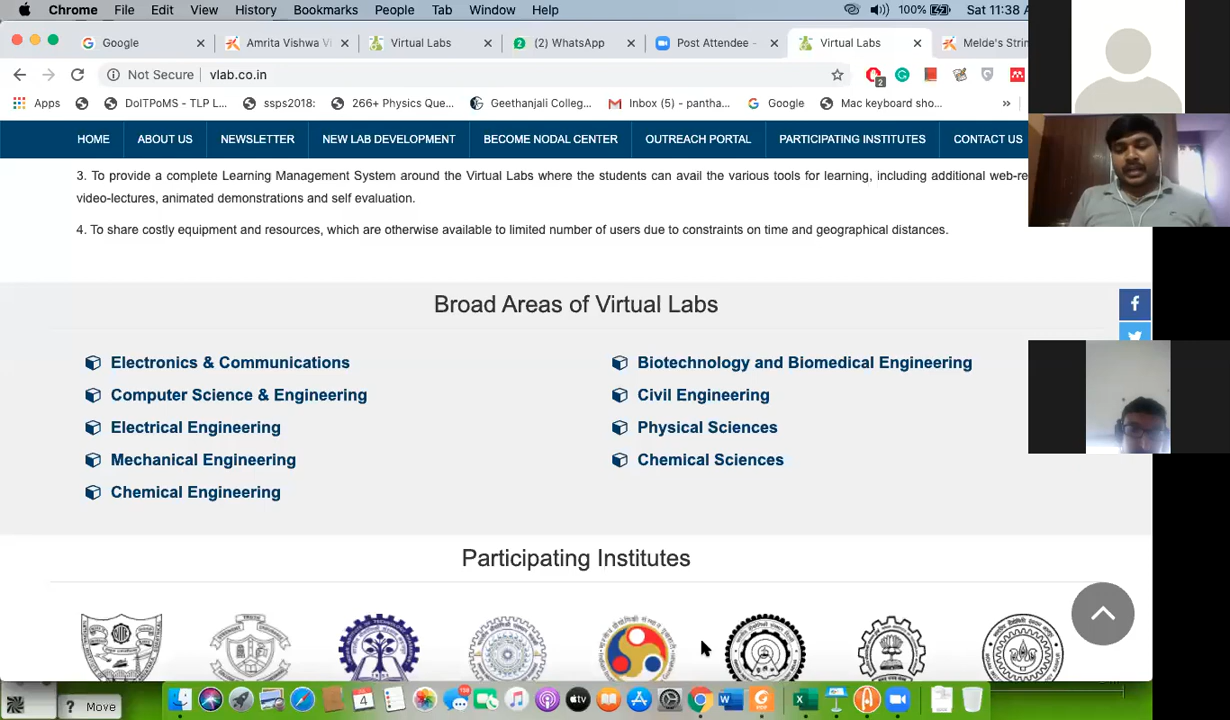 Chrome File Edit View History Bookmarks People Tab Window Help 100% Sat 11:38 A
Google Amrita Vishwa Vi Virtual Labs (2) WhatsApp Post Attendee - Virtual Labs Melde's Strin
Not Secure vlab.co.in 2
Apps DoITPoMS - TLP L... ssps2018: 266+ Physics Que... Geethanjali Colleg... Inbox (5) - pantha... Google Mac keyboard sho... »
HOME ABOUT US NEWSLETTER NEW LAB DEVELOPMENT BECOME NODAL CENTER OUTREACH PORTAL PARTICIPATING INSTITUTES CONTACT US
3. To provide a complete Learning Management System around the Virtual Labs where the students can avail the various tools for learning, including additional web-re
video-lectures, animated demonstrations and self evaluation.
4. To share costly equipment and resources, which are otherwise available to limited number of users due to constraints on time and geographical distances.
Broad Areas of Virtual Labs
Electronics & Communications
Computer Science & Engineering
Electrical Engineering
Mechanical Engineering
Chemical Engineering
Biotechnology and Biomedical Engineering
Civil Engineering
Physical Sciences
Chemical Sciences
Participating Institutes
? Move